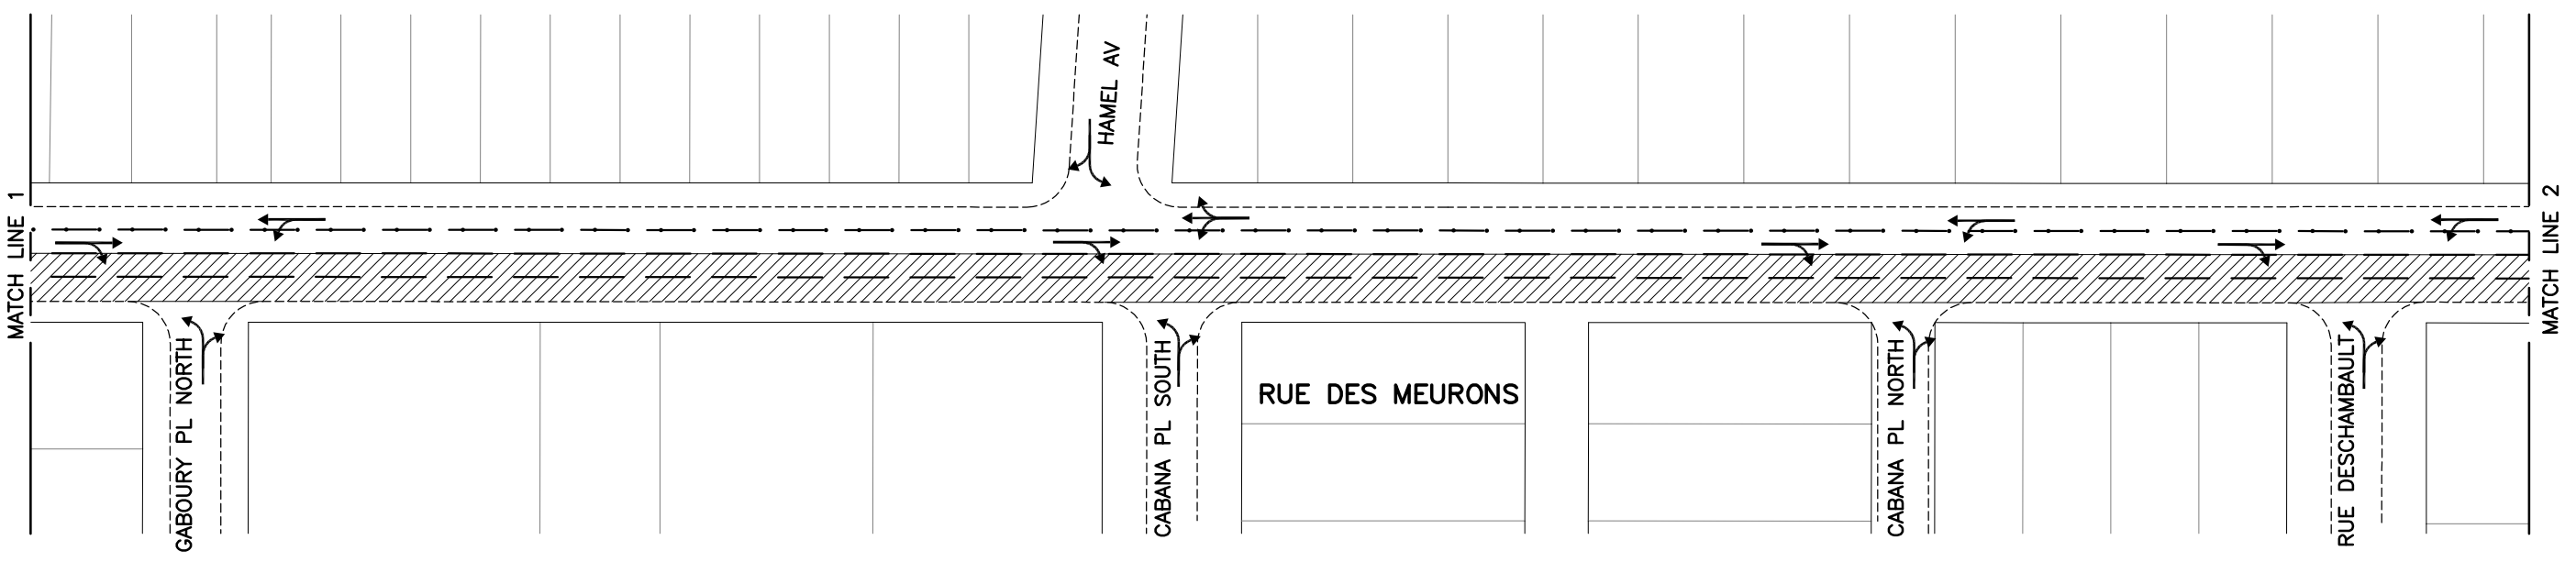 HAMEL AV
MATCH LINE 1
MATCH LINE 2
GABOURY PL NORTH
CABANA PL SOUTH
RUE DES MEURONS
CABANA PL NORTH
RUE DESCHAMBAULT